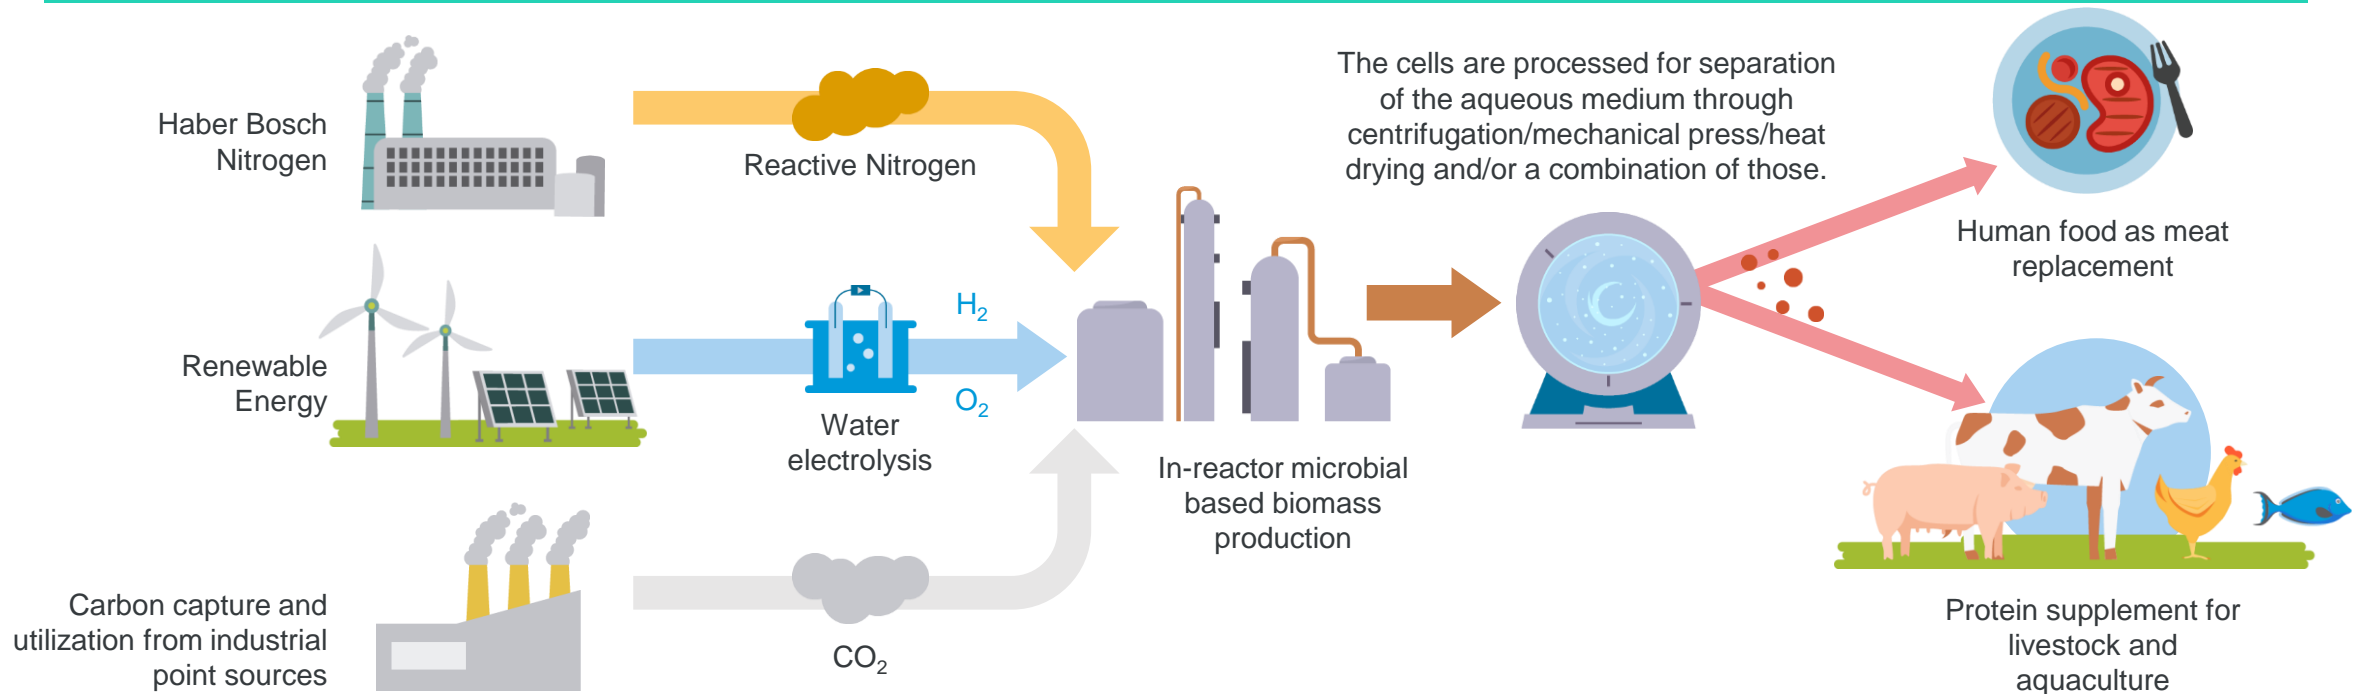 Haber Bosch
Nitrogen
Reactive Nitrogen
Renewable
Energy
H₂
O₂
Water
electrolysis
Carbon capture and
utilization from industrial
point sources
CO₂
In-reactor microbial
based biomass
production
The cells are processed for separation
of the aqueous medium through
centrifugation/mechanical press/heat
drying and/or a combination of those.
Human food as meat
replacement
Protein supplement for
livestock and
aquaculture